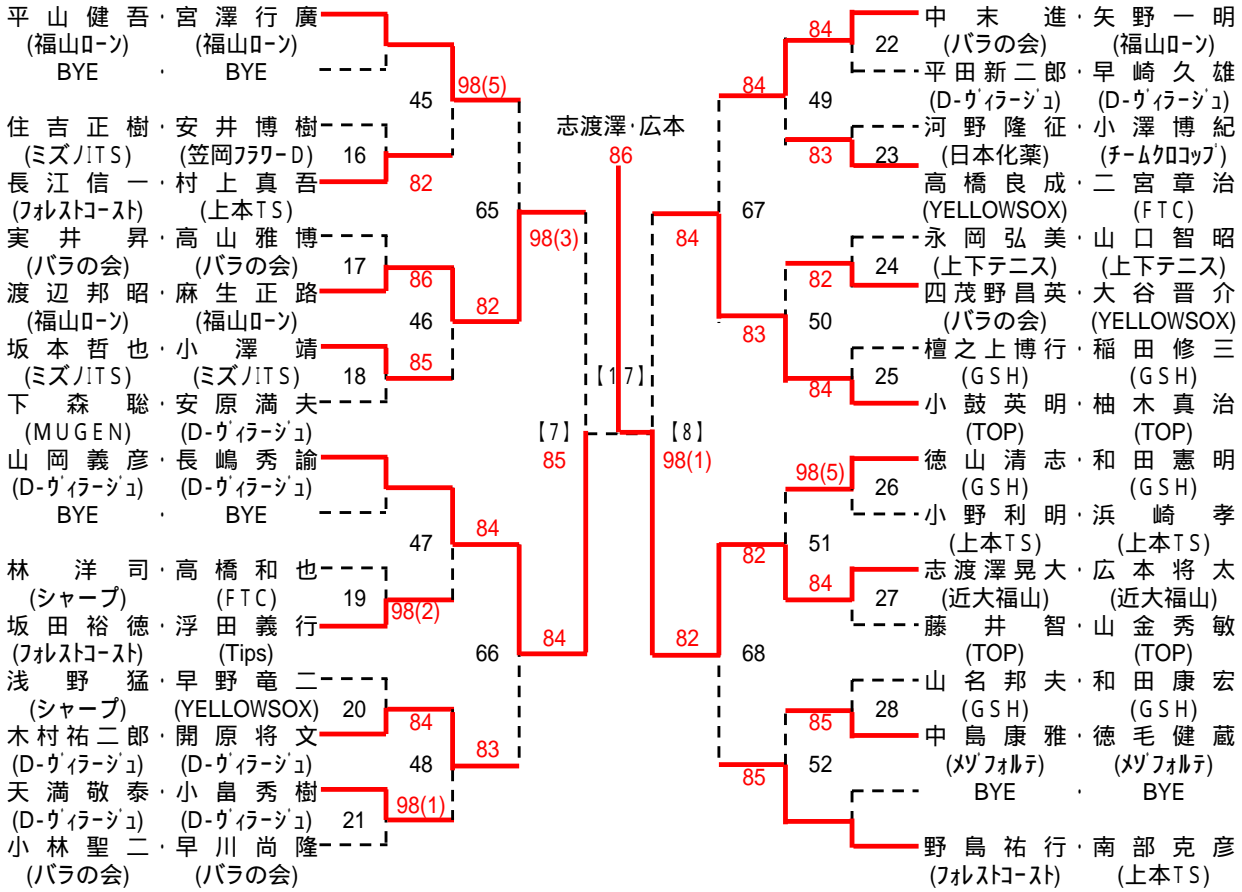 平山健吾・宮澤行廣
(福山ローン) (福山ローン)
BYE ・ BYE
45
98(5)
住吉正樹・安井博樹
(ミズノITS) (笠岡フラワーD)
16
長江信一・村上真吾
82
(フォレストコースト) (上本TS)
65
実井昇・高山雅博
98(3)
(バラの会) (バラの会)
17
86
渡辺邦昭・麻生正路
82
(福山ローン) (福山ローン)
46
坂本哲也・小澤靖
85
(ミズノITS) (ミズノITS)
18
下森聡・安原満夫
(MUGEN) (D-ヴィラージュ)
【7】
85
山岡義彦・長嶋秀諭
(D-ヴィラージュ) (D-ヴィラージュ)
BYE ・ BYE
47
84
林洋司・高橋和也
(シャープ) (FTC)
19
98(2)
坂田裕徳・浮田義行
84
(フォレストコースト) (Tips)
66
浅野猛・早野竜二
(シャープ) (YELLOWSOX)
20
84
木村祐二郎・開原将文
83
(D-ヴィラージュ) (D-ヴィラージュ)
48
天満敬泰・小畠秀樹
98(1)
(D-ヴィラージュ) (D-ヴィラージュ)
21
小林聖二・早川尚隆
(バラの会) (バラの会)
志渡澤・広本
86
【17】
84
22
中末進・矢野一明
(バラの会) (福山ローン)
84
平田新二郎・早崎久雄
49
(D-ヴィラージュ) (D-ヴィラージュ)
河野隆征・小澤博紀
83
23
(日本化薬) (チームクロコップ)
高橋良成・二宮章治
67
(YELLOWSOX) (FTC)
84
永岡弘美・山口智昭
82
24
(上下テニス) (上下テニス)
四茂野昌英・大谷晋介
83
50
(バラの会) (YELLOWSOX)
檀之上博行・稲田修三
84
25
(GSH) (GSH)
小鼓英明・柚木真治
(TOP) (TOP)
【8】
98(1)
98(5)
徳山清志・和田憲明
26
(GSH) (GSH)
小野利明・浜崎孝
82
51
(上本TS) (上本TS)
84
志渡澤晃大・広本将太
27
(近大福山) (近大福山)
82
68
藤井智・山金秀敏
(TOP) (TOP)
山名邦夫・和田康宏
85
28
(GSH) (GSH)
中島康雅・徳毛健蔵
85
52
(メゾフォルテ) (メゾフォルテ)
BYE ・ BYE
野島祐行・南部克彦
(フォレストコースト) (上本TS)